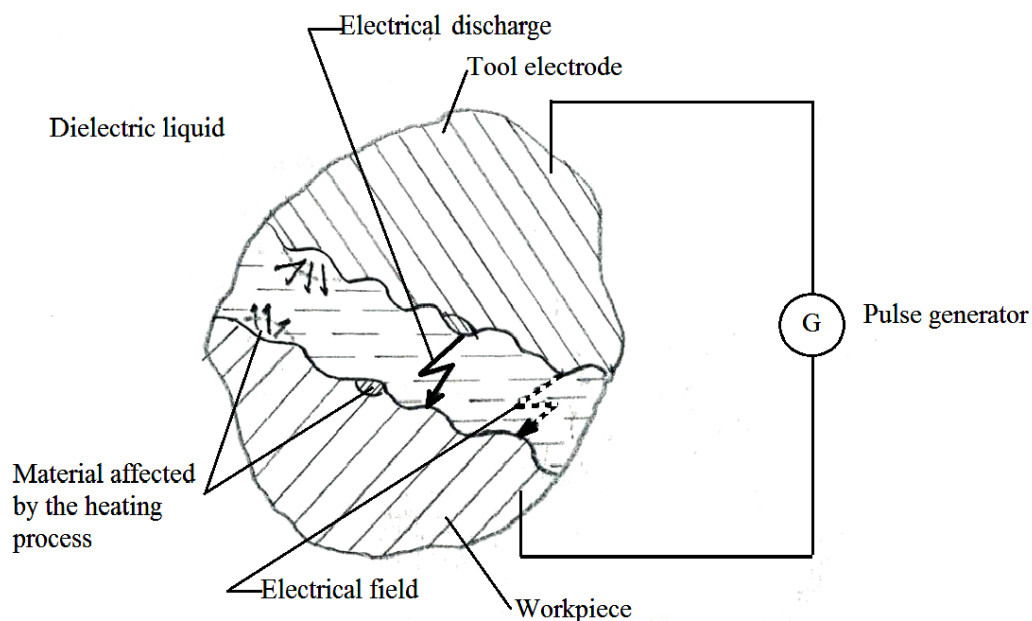 Electrical discharge
Tool electrode
Dielectric liquid
G
Pulse generator
Material affected
by the heating
process
Electrical field
Workpiece